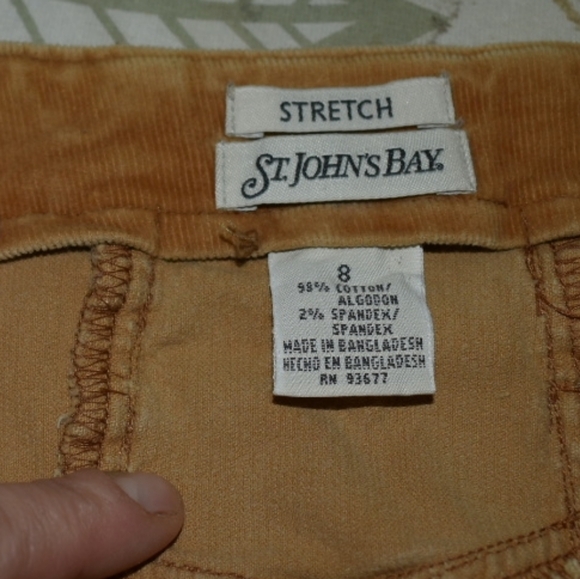 STRETCH
ST. JOHN'S BAY.
8
98% COTTON/
ALGODON
2% SPANDEX/
SPANDEX
MADE IN BANGLADESH
HECHO EN BANGLADESH
RN 93677